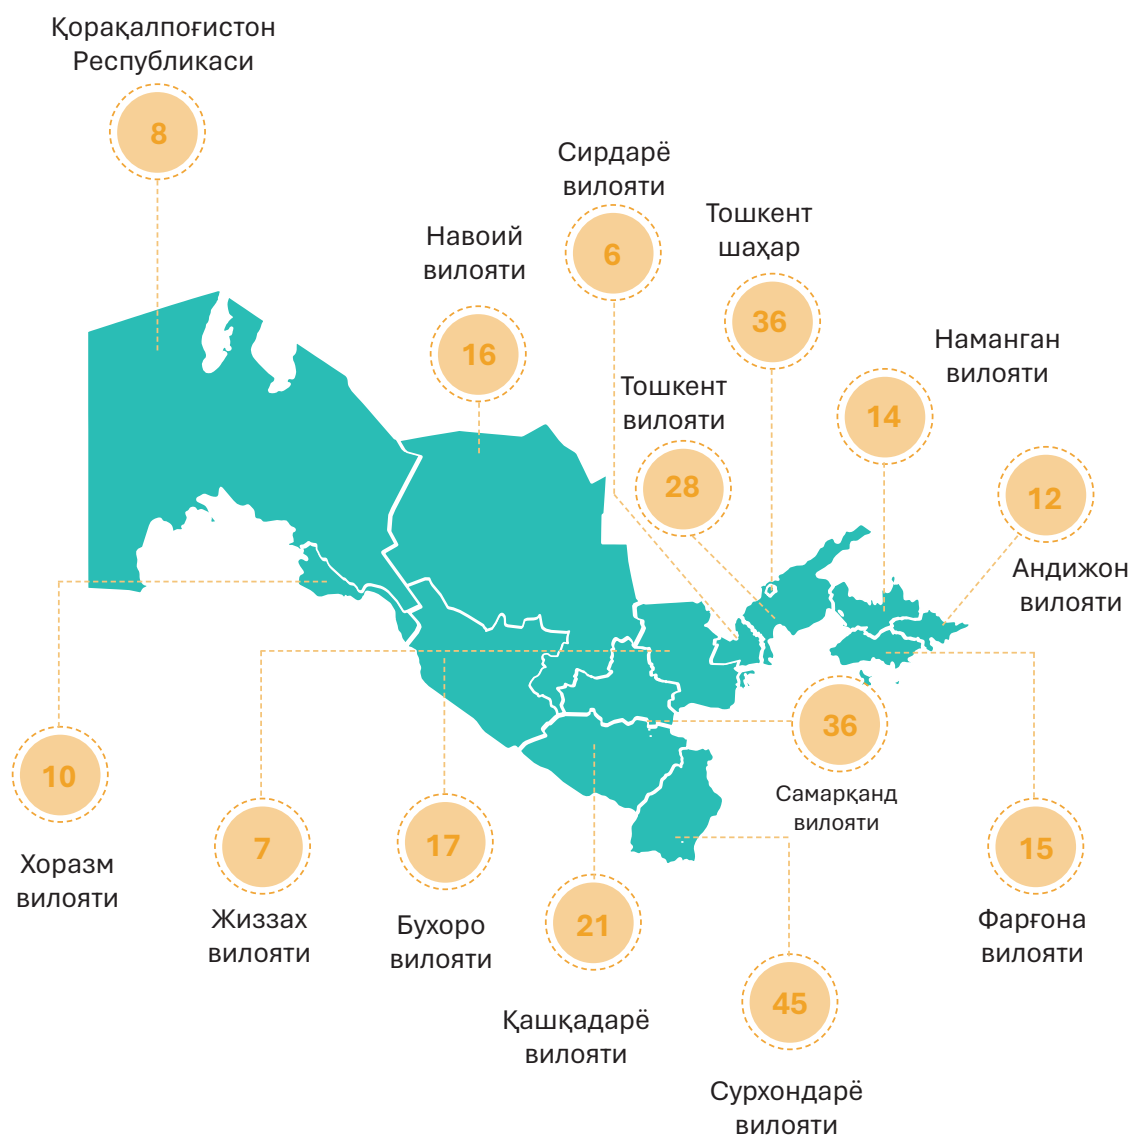 Қорақалпоғистон
Республикаси
8
Сирдарё
вилояти
6
Тошкент
шаҳар
36
Навоий
вилояти
16
Наманган
вилояти
14
Тошкент
вилояти
28
12
Андижон
вилояти
36
Самарқанд
вилояти
10
Хоразм
вилояти
7
Жиззах
вилояти
17
Бухоро
вилояти
21
Қашқадарё
вилояти
15
Фарғона
вилояти
45
Сурхондарё
вилояти